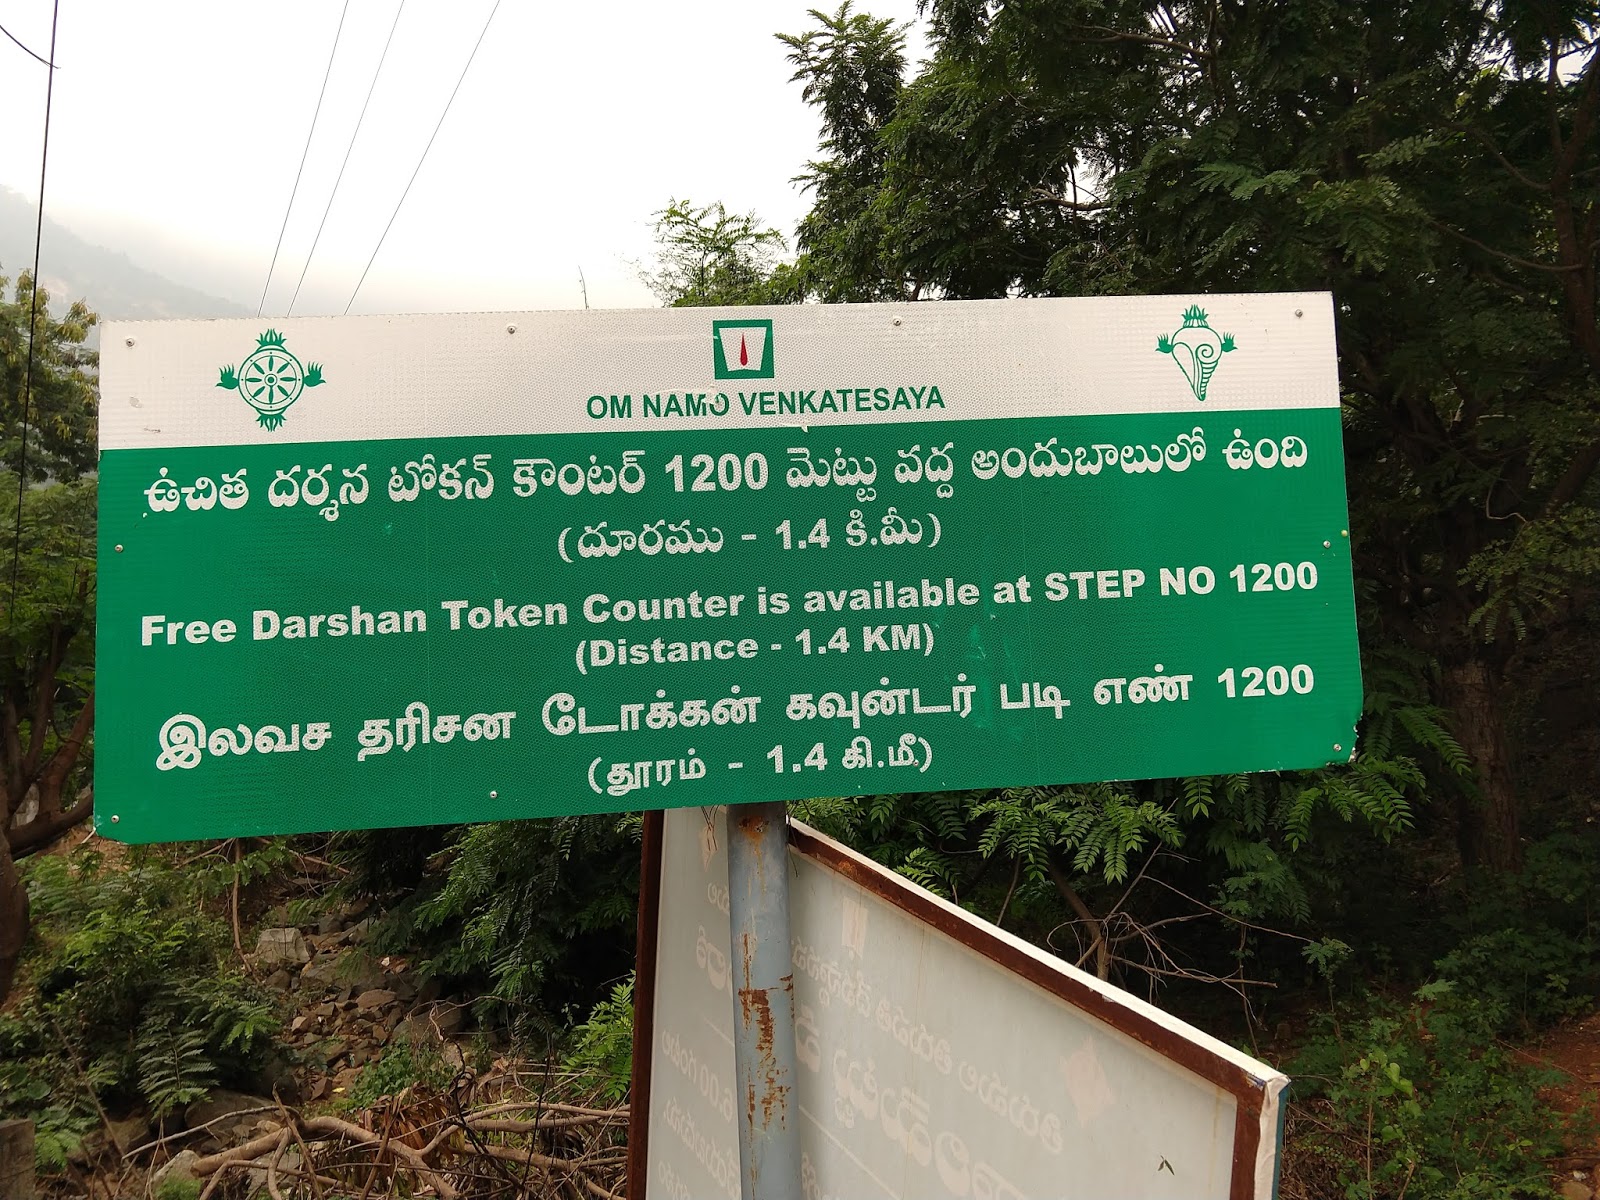 OM NAMO VENKATESAYA
ఉచిత దర్శన టోకన్ కౌంటర్ 1200 మెట్టు వద్ద అందుబాటులో ఉంది
(దూరము - 1.4 కి.మీ)
Free Darshan Token Counter is available at STEP NO 1200
(Distance - 1.4 KM)
இலவச தரிசன டோக்கன் கவுன்டர் படி எண் 1200
(தூரம் - 1.4 கி.மீ)